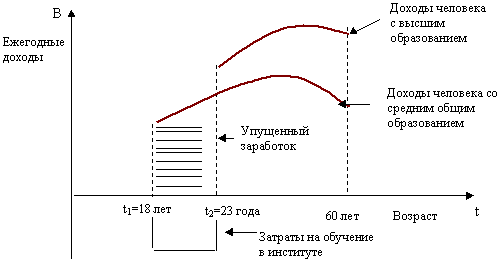 B
Ежегодные
доходы
Доходы человека
с высшим
образованием
Доходы человека со
средним общим
образованием
Упущенный
заработок
t1=18 лет
t2=23 года
60 лет
Возраст
t
Затраты на обучение
в институте